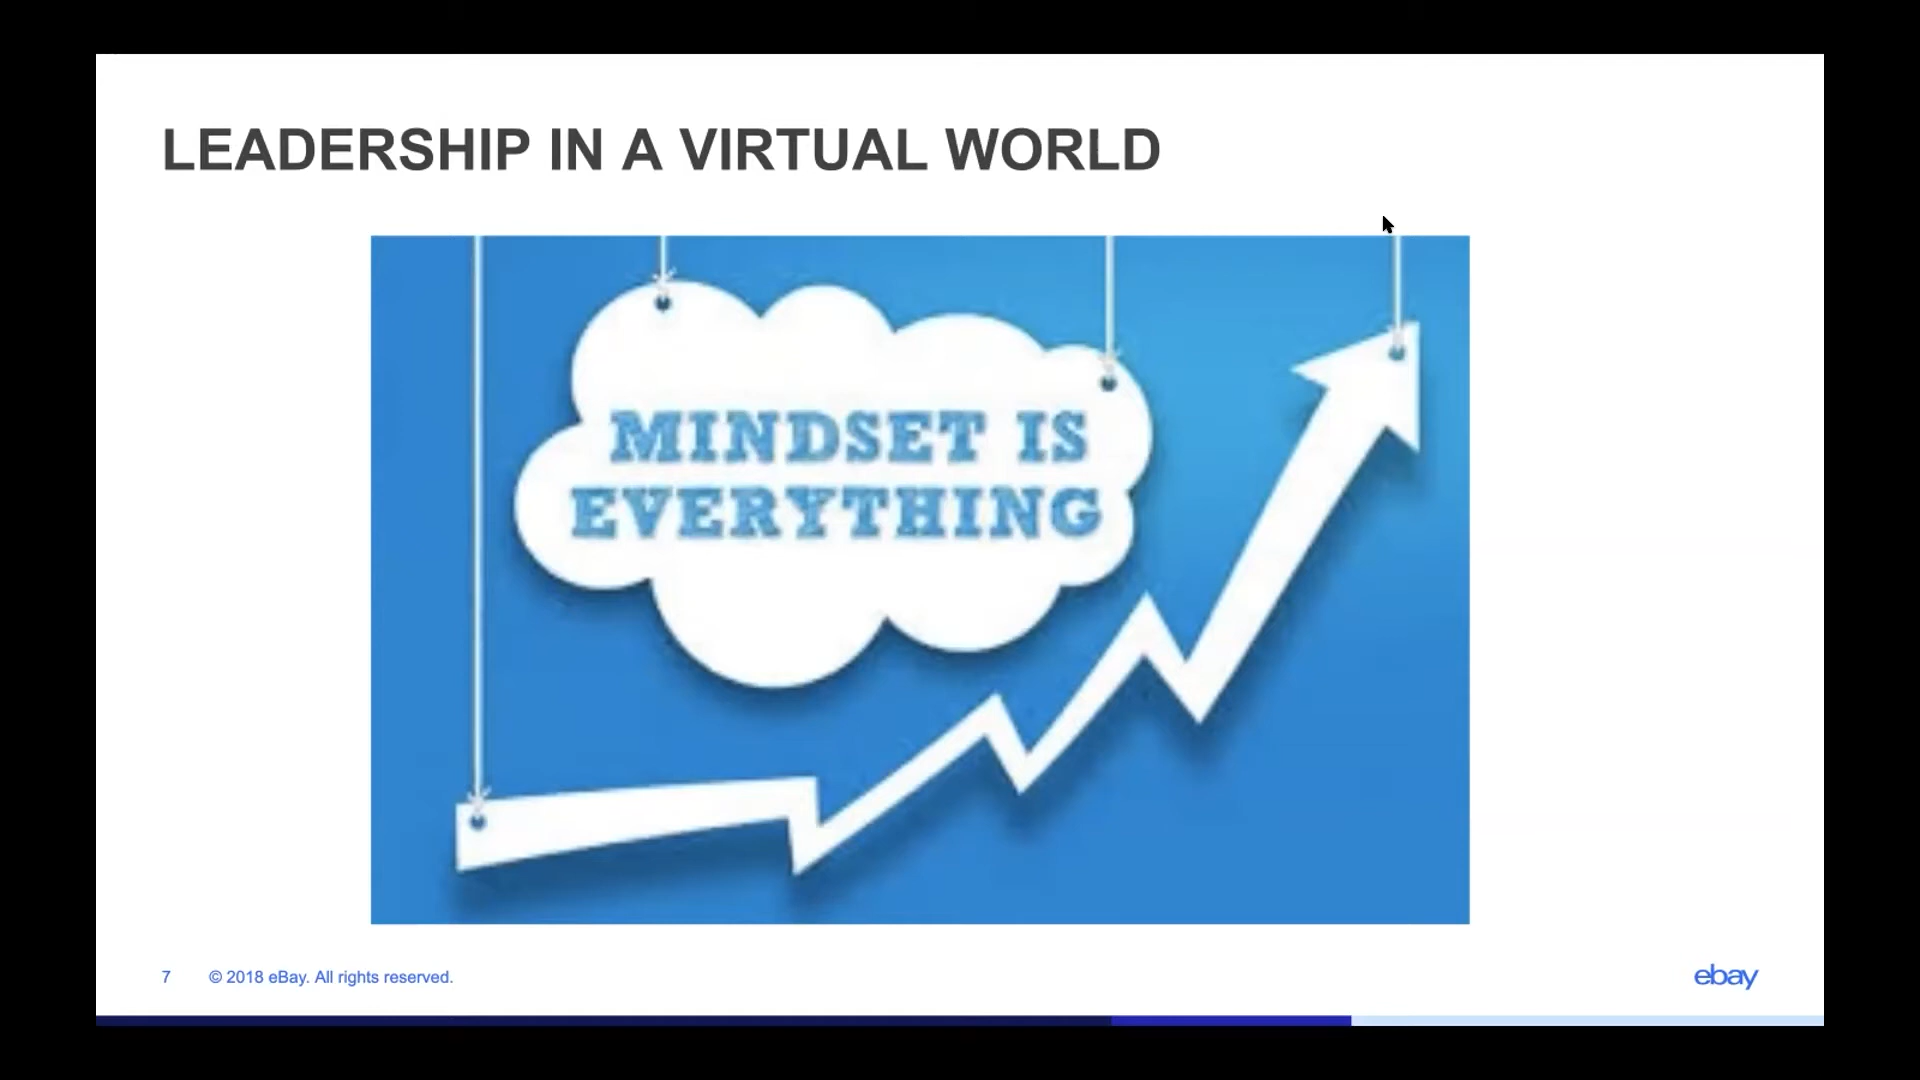 LEADERSHIP IN A VIRTUAL WORLD
MINDSET IS
EVERYTHING
7 © 2018 eBay. All rights reserved.
ebay